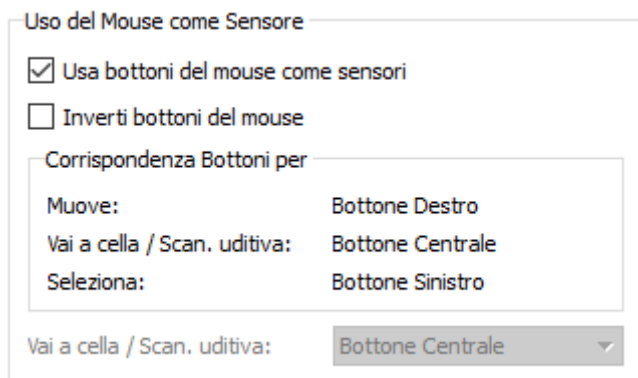 Uso del Mouse come Sensore
Usa bottoni del mouse come sensori
Inverti bottoni del mouse
Corrispondenza Bottoni per
Muove: Bottone Destro
Vai a cella / Scan. uditiva: Bottone Centrale
Seleziona: Bottone Sinistro
Vai a cella / Scan. uditiva: Bottone Centrale